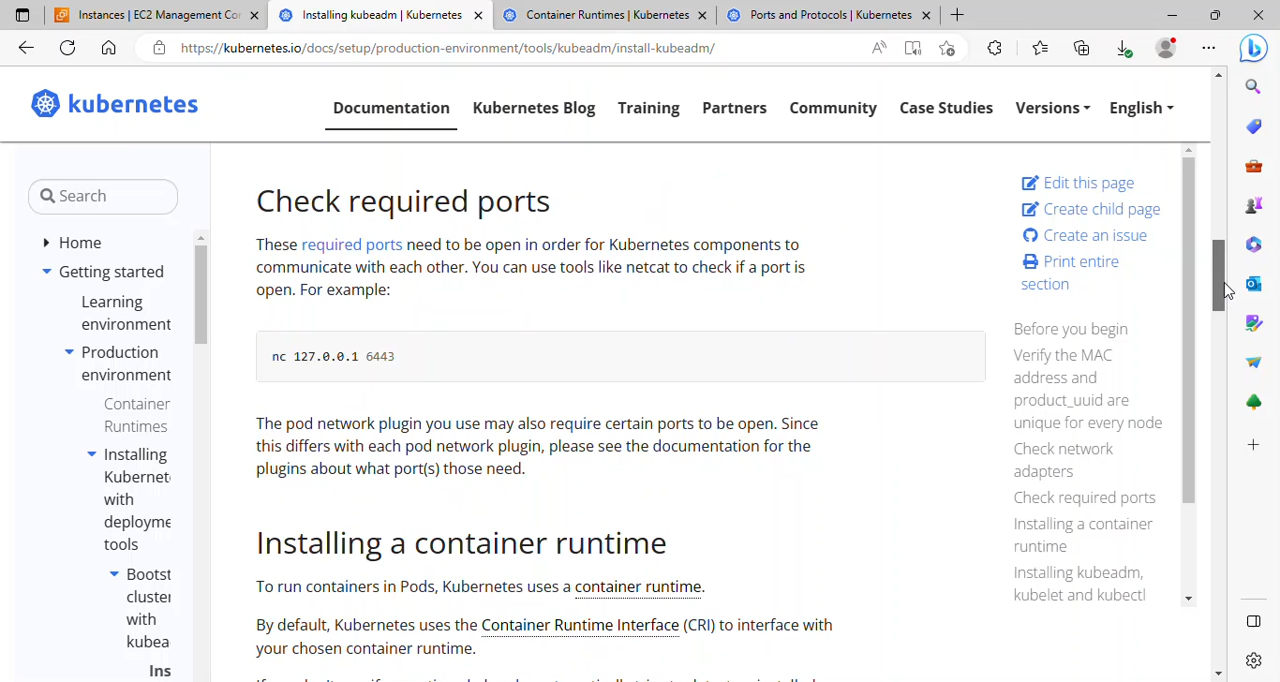 Instances | EC2 Management Cor
Installing kubeadm | Kubernetes
Container Runtimes | Kubernetes
Ports and Protocols | Kubernetes
https://kubernetes.io/docs/setup/production-environment/tools/kubeadm/install-kubeadm/
kubernetes
Documentation Kubernetes Blog Training Partners Community Case Studies Versions English
Search
Home
Getting started
Learning
environment
Production
environment
Container
Runtimes
Installing
Kubernet
with
deployme
tools
Bootst
cluster
with
kubea
Ins
Check required ports
These required ports need to be open in order for Kubernetes components to
communicate with each other. You can use tools like netcat to check if a port is
open. For example:
nc 127.0.0.1 6443
The pod network plugin you use may also require certain ports to be open. Since
this differs with each pod network plugin, please see the documentation for the
plugins about what port(s) those need.
Installing a container runtime
To run containers in Pods, Kubernetes uses a container runtime.
By default, Kubernetes uses the Container Runtime Interface (CRI) to interface with
your chosen container runtime.
Edit this page
Create child page
Create an issue
Print entire
section
Before you begin
Verify the MAC
address and
product_uuid are
unique for every node
Check network
adapters
Check required ports
Installing a container
runtime
Installing kubeadm,
kubelet and kubectl